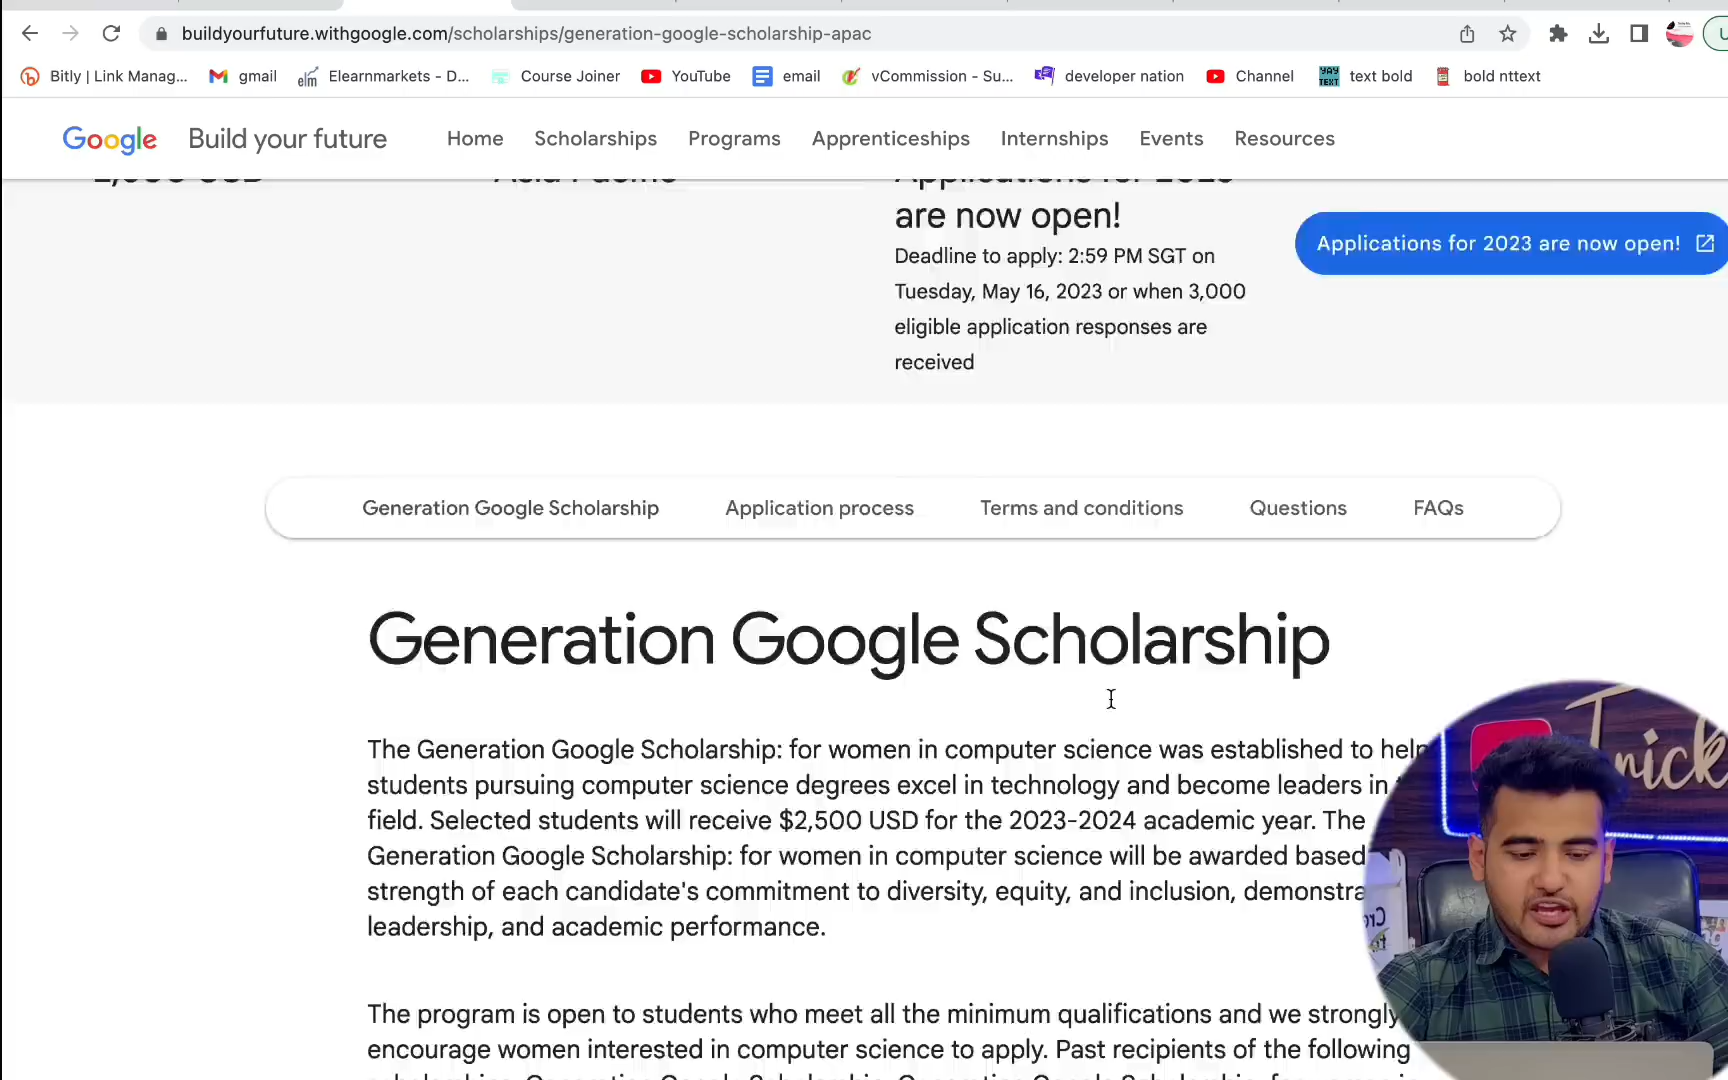 buildyourfuture.withgoogle.com/scholarships/generation-google-scholarship-apac
Bitly | Link Manag... gmail Elearnmarkets - D... Course Joiner YouTube email vCommission - Su... developer nation Channel YAY TEXT text bold bold nttext
Google Build your future Home Scholarships Programs Apprenticeships Internships Events Resources
Asia Pacific
Applications for 2023
are now open!
Deadline to apply: 2:59 PM SGT on
Tuesday, May 16, 2023 or when 3,000
eligible application responses are
received
Applications for 2023 are now open!
Generation Google Scholarship Application process Terms and conditions Questions FAQs
Generation Google Scholarship
The Generation Google Scholarship: for women in computer science was established to help
students pursuing computer science degrees excel in technology and become leaders in
field. Selected students will receive $2,500 USD for the 2023-2024 academic year. The
Generation Google Scholarship: for women in computer science will be awarded based
strength of each candidate's commitment to diversity, equity, and inclusion,
leadership, and academic performance.
The program is open to students who meet all the minimum qualifications and we strongly
encourage women interested in computer science to apply. Past recipients of the following